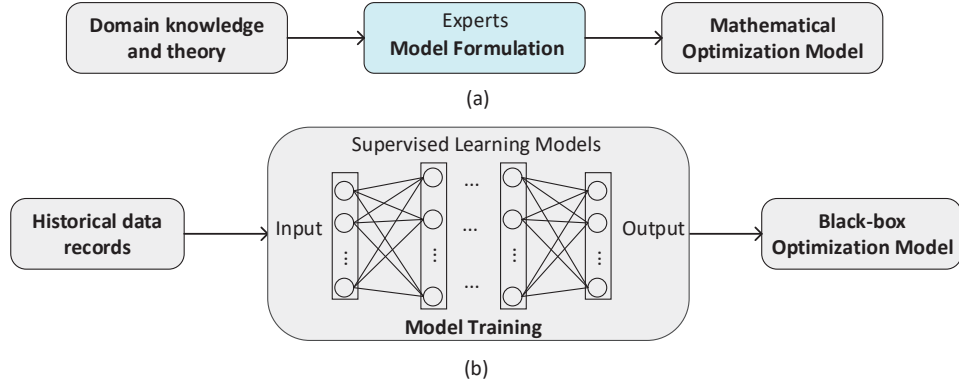 Domain knowledge
and theory
Experts
Model Formulation
Mathematical
Optimization Model
(a)
Supervised Learning Models
Historical data
records
Input
...
...
...
...
...
...
...
Output
Model Training
Black-box
Optimization Model
(b)